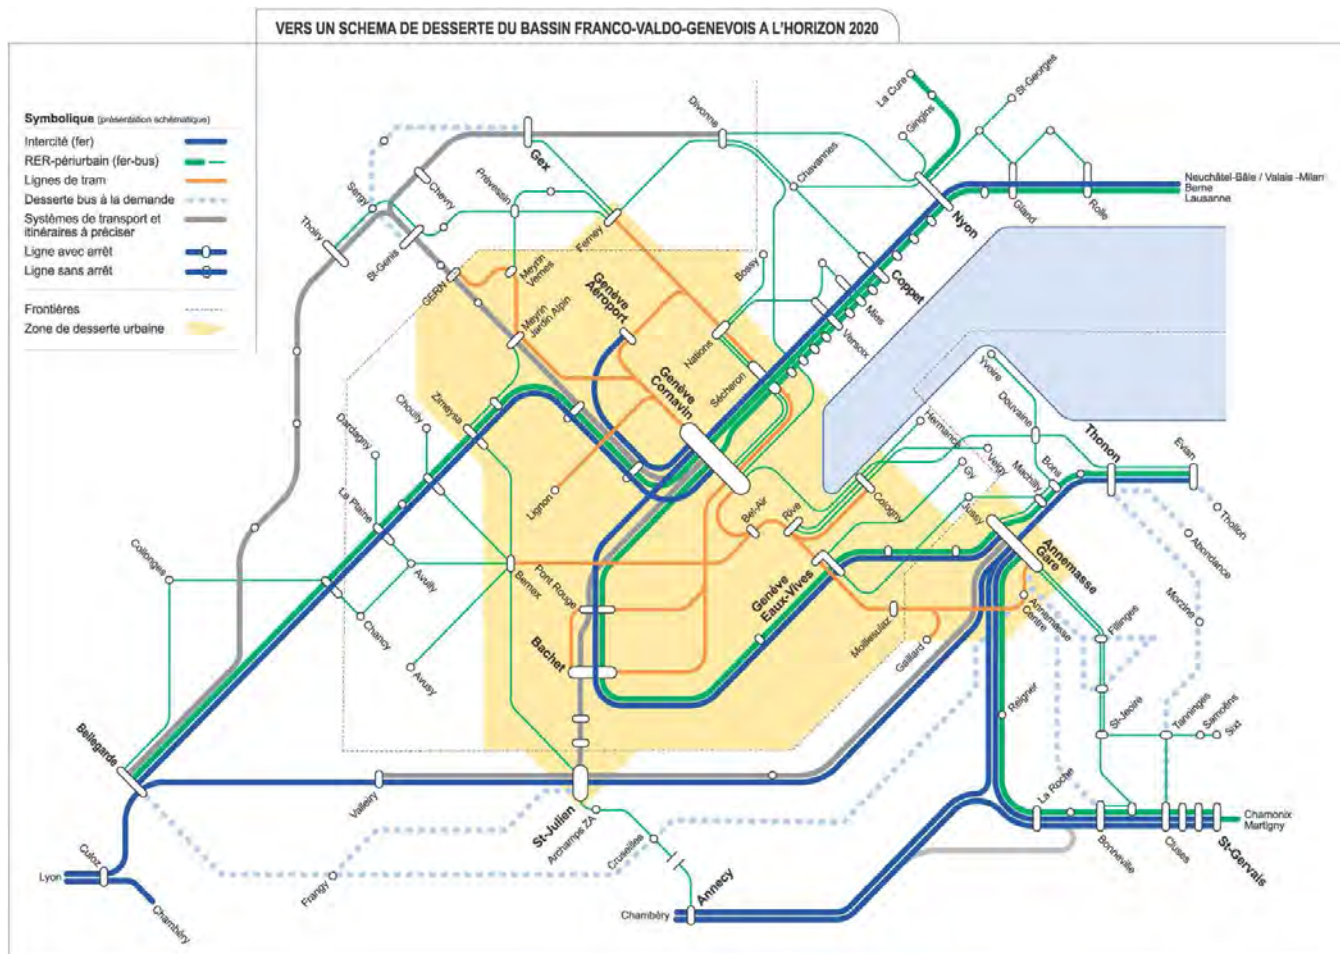 VERS UN SCHEMA DE DESSERTE DU BASSIN FRANCO-VALDO-GENEVOIS A L'HORIZON 2020
Symbolique (présentation schématique)
Intercité (fer)
RER-périurbain (fer-bus)
Lignes de tram
Desserte bus à la demande
Systèmes de transport et
itinéraires à préciser
Ligne avec arrêt
Ligne sans arrêt
Frontières
Zone de desserte urbaine
La Cure
Gingins
St-Georges
Divonne
Gex
Chavannes
Prévessin
Chevry
Sergy
Thoiry
St-Genis
Ferney
Nyon
Gland
Rolle
Neuchâtel-Bâle / Valais -Milan
Berne
Lausanne
CERN
Meyrin
Vernes
Meyrin
Jardin Alpin
Genève
Aéroport
Bossy
Coppet
Mies
Versoix
Nations
Sécheron
Genève
Cornavin
Yvoire
Douvaine
Thonon
Evian
Zimeysa
Chouilly
Dardagny
La Plaine
Lignon
Hermance
Veigy
Gy
Machilly
Bons
Thollon
Abondance
Bel-Air
Rive
Cologny
Jussy
Annemasse
Gare
Collonges
Avully
Bernex
Pont Rouge
Genève
Eaux-Vives
Chancy
Avusy
Bachet
Moillesulaz
Gaillard
Annemasse
Centre
Fillinges
Morzine
Reigner
St-Jeoire
Tanninges
Samoëns
Sixt
Bellegarde
Valleiry
St-Julien
Archamps ZA
Cruseilles
La Roche
Bonneville
Cluses
St-Gervais
Chamonix
Martigny
Lyon
Culoz
Chambéry
Frangy
Chambéry
Annecy